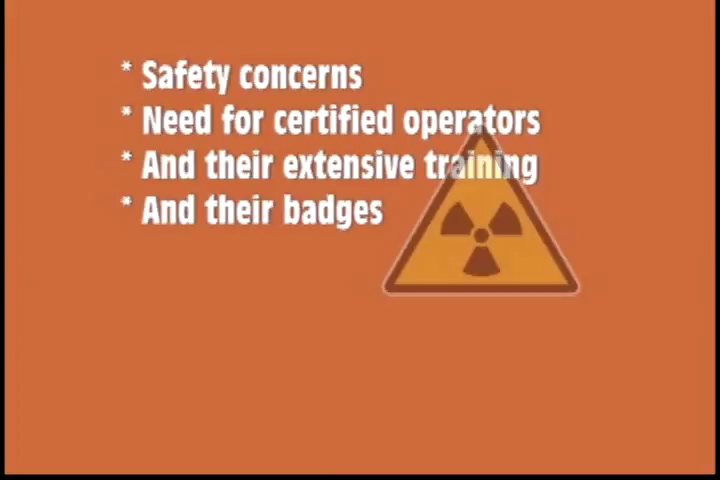 * Safety concerns
* Need for certified operators
* And their extensive training
* And their badges